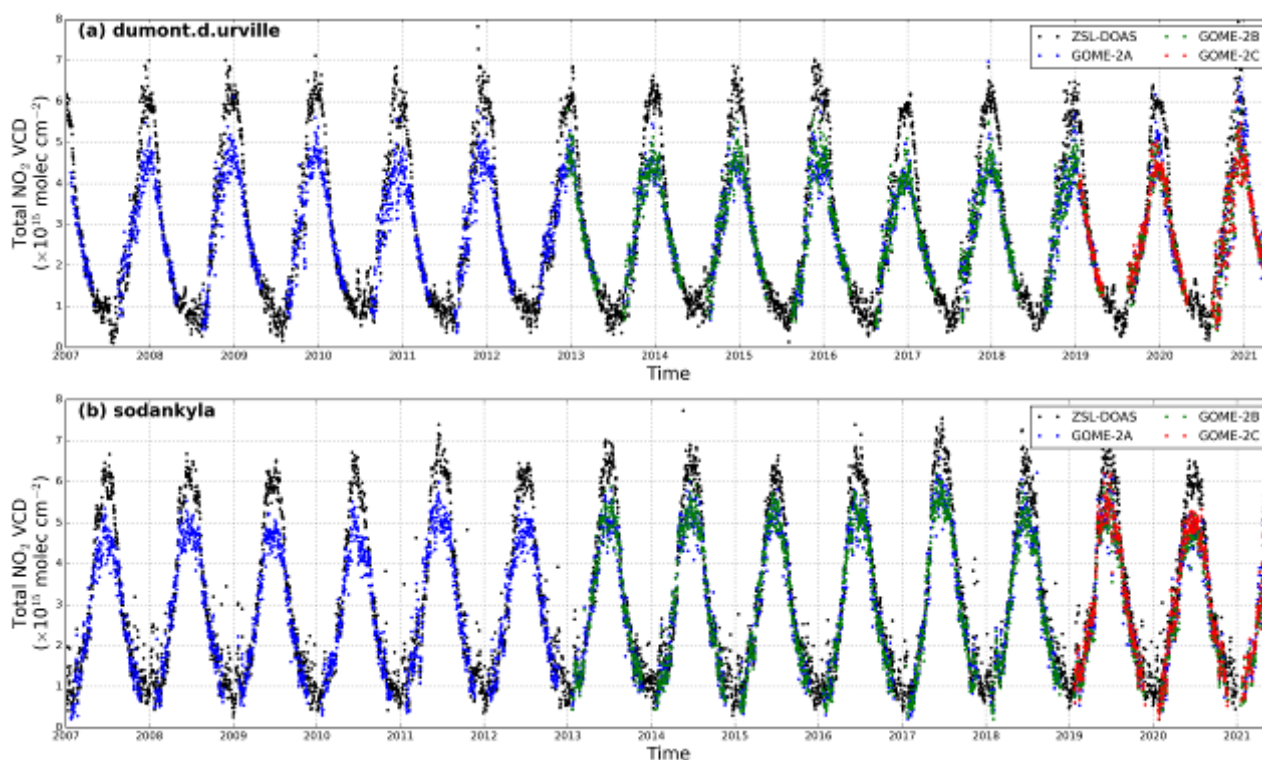 (a) dumont.d.urville
ZSL-DOAS
GOME-2A
GOME-2B
GOME-2C
Total NO₂ VCD
(×10¹⁵ molec cm⁻²)
8
7
6
5
4
3
2
1
0
2007 2008 2009 2010 2011 2012 2013 2014 2015 2016 2017 2018 2019 2020 2021
Time
(b) sodankyla
ZSL-DOAS
GOME-2A
GOME-2B
GOME-2C
Total NO₂ VCD
(×10¹⁵ molec cm⁻²)
8
7
6
5
4
3
2
1
0
2007 2008 2009 2010 2011 2012 2013 2014 2015 2016 2017 2018 2019 2020 2021
Time